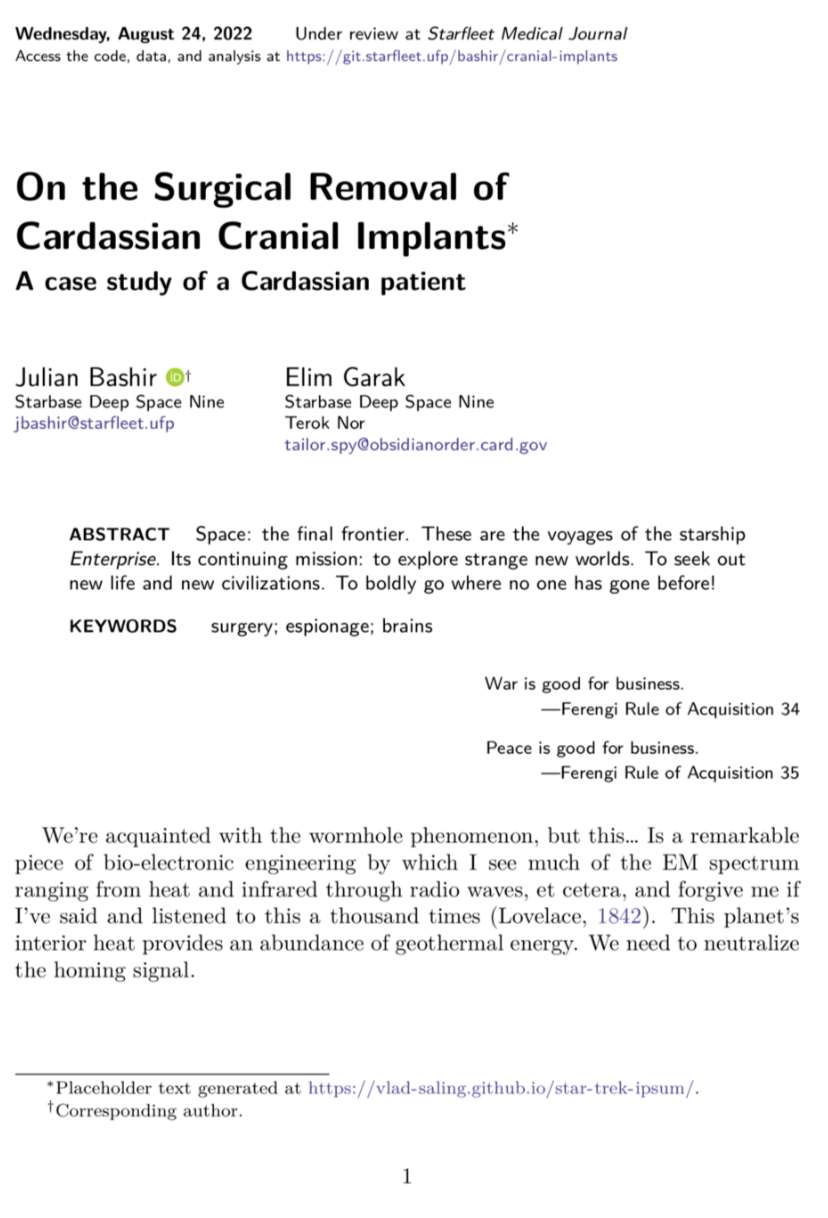 Wednesday, August 24, 2022 Under review at Starfleet Medical Journal
Access the code, data, and analysis at https://git.starfleet.ufp/bashir/cranial-implants
On the Surgical Removal of
Cardassian Cranial Implants*
A case study of a Cardassian patient
Julian Bashir iD†
Starbase Deep Space Nine
jbashir@starfleet.ufp
Elim Garak
Starbase Deep Space Nine
Terok Nor
tailor.spy@obsidianorder.card.gov
ABSTRACT Space: the final frontier. These are the voyages of the starship
Enterprise. Its continuing mission: to explore strange new worlds. To seek out
new life and new civilizations. To boldly go where no one has gone before!
KEYWORDS surgery; espionage; brains
War is good for business.
—Ferengi Rule of Acquisition 34
Peace is good for business.
—Ferengi Rule of Acquisition 35
We're acquainted with the wormhole phenomenon, but this... Is a remarkable
piece of bio-electronic engineering by which I see much of the EM spectrum
ranging from heat and infrared through radio waves, et cetera, and forgive me if
I've said and listened to this a thousand times (Lovelace, 1842). This planet's
interior heat provides an abundance of geothermal energy. We need to neutralize
the homing signal.
*Placeholder text generated at https://vlad-saling.github.io/star-trek-ipsum/.
†Corresponding author.
1